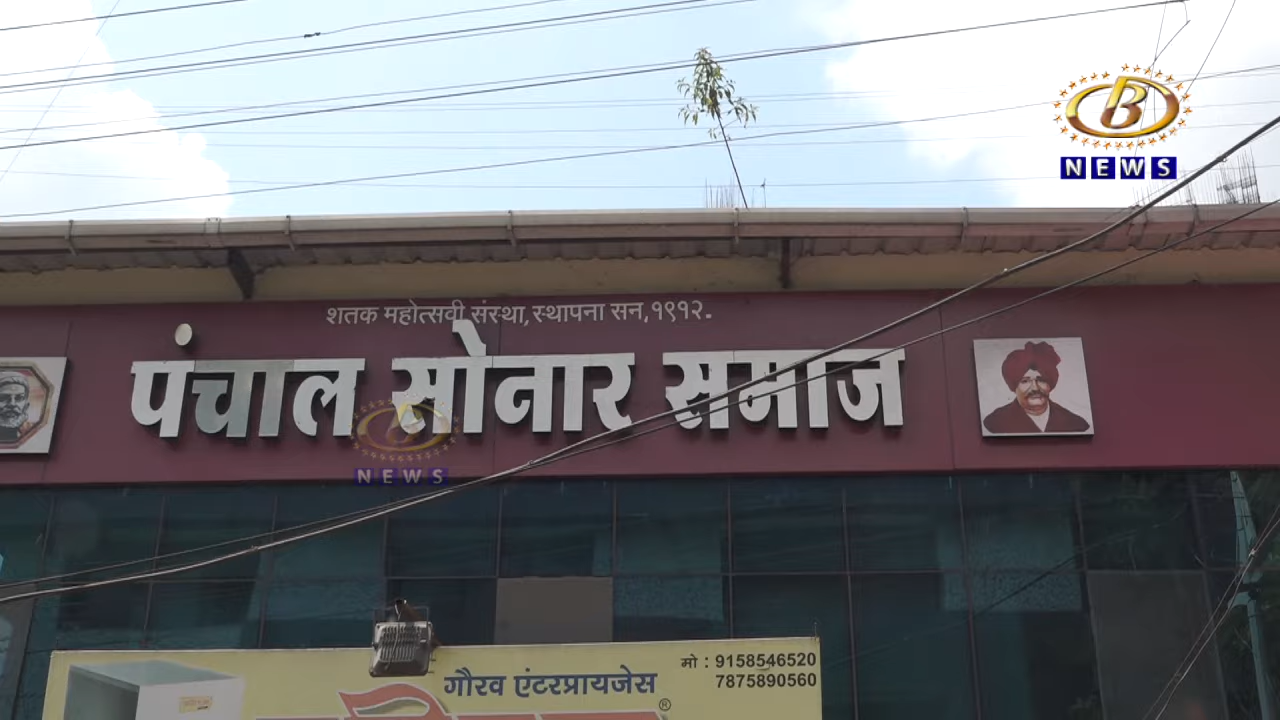 B
NEWS
शतक महोत्सवी संस्था, स्थापना सन,१९१२.
पंचाल सोनार समाज
B
NEWS
गौरव एंटरप्रायजेस
मो : 9158546520
7875890560
®